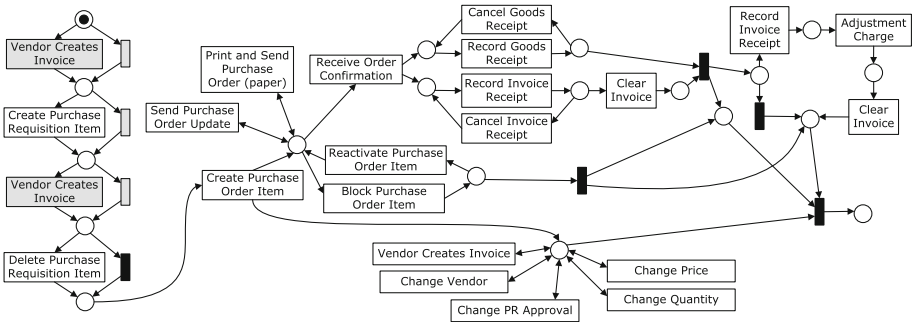 Vendor Creates
Invoice
Create Purchase
Requisition Item
Vendor Creates
Invoice
Delete Purchase
Requisition Item
Print and Send
Purchase
Order (paper)
Send Purchase
Order Update
Create Purchase
Order Item
Receive Order
Confirmation
Reactivate Purchase
Order Item
Block Purchase
Order Item
Cancel Goods
Receipt
Record Goods
Receipt
Record Invoice
Receipt
Cancel Invoice
Receipt
Clear
Invoice
Record
Invoice
Receipt
Adjustment
Charge
Clear
Invoice
Vendor Creates Invoice
Change Vendor
Change PR Approval
Change Price
Change Quantity